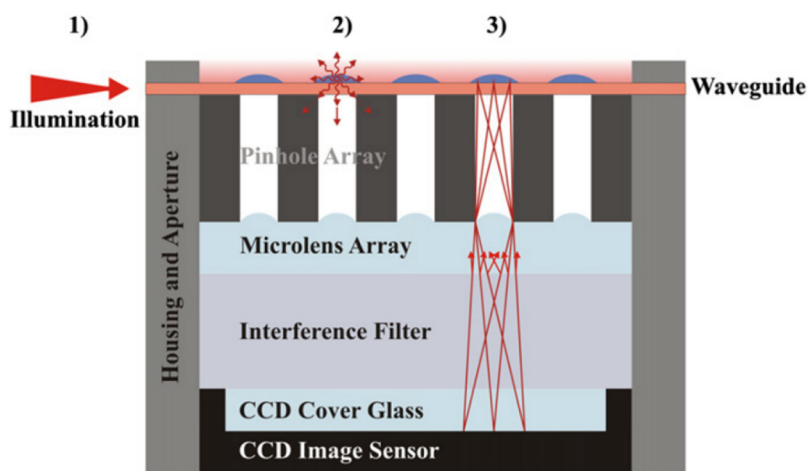 1)
2)
3)
Illumination
Waveguide
Pinhole Array
Housing and Aperture
Microlens Array
Interference Filter
CCD Cover Glass
CCD Image Sensor